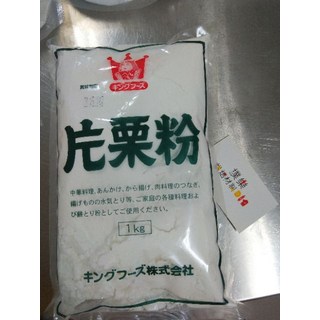 キングフーズ
片栗粉
中華料理、あんかけ、から揚げ、肉料理のつなぎ、
揚げもの の水気とり等、ご家庭の各種料理およ
び餅とり粉としてご使用ください。
1kg
キングフーズ株式会社